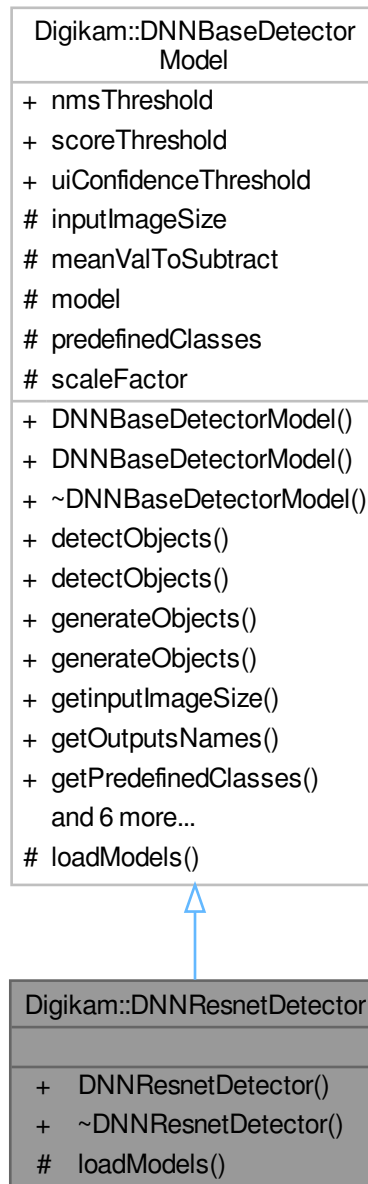 Digikam::DNNBaseDetector
Model
+ nmsThreshold
+ scoreThreshold
+ uiConfidenceThreshold
# inputImageSize
# meanValToSubtract
# model
# predefinedClasses
# scaleFactor
+ DNNBaseDetectorModel()
+ DNNBaseDetectorModel()
+ ~DNNBaseDetectorModel()
+ detectObjects()
+ detectObjects()
+ generateObjects()
+ generateObjects()
+ getinputImageSize()
+ getOutputsNames()
+ getPredefinedClasses()
and 6 more...
# loadModels()
Digikam::DNNResnetDetector
+ DNNResnetDetector()
+ ~DNNResnetDetector()
# loadModels()